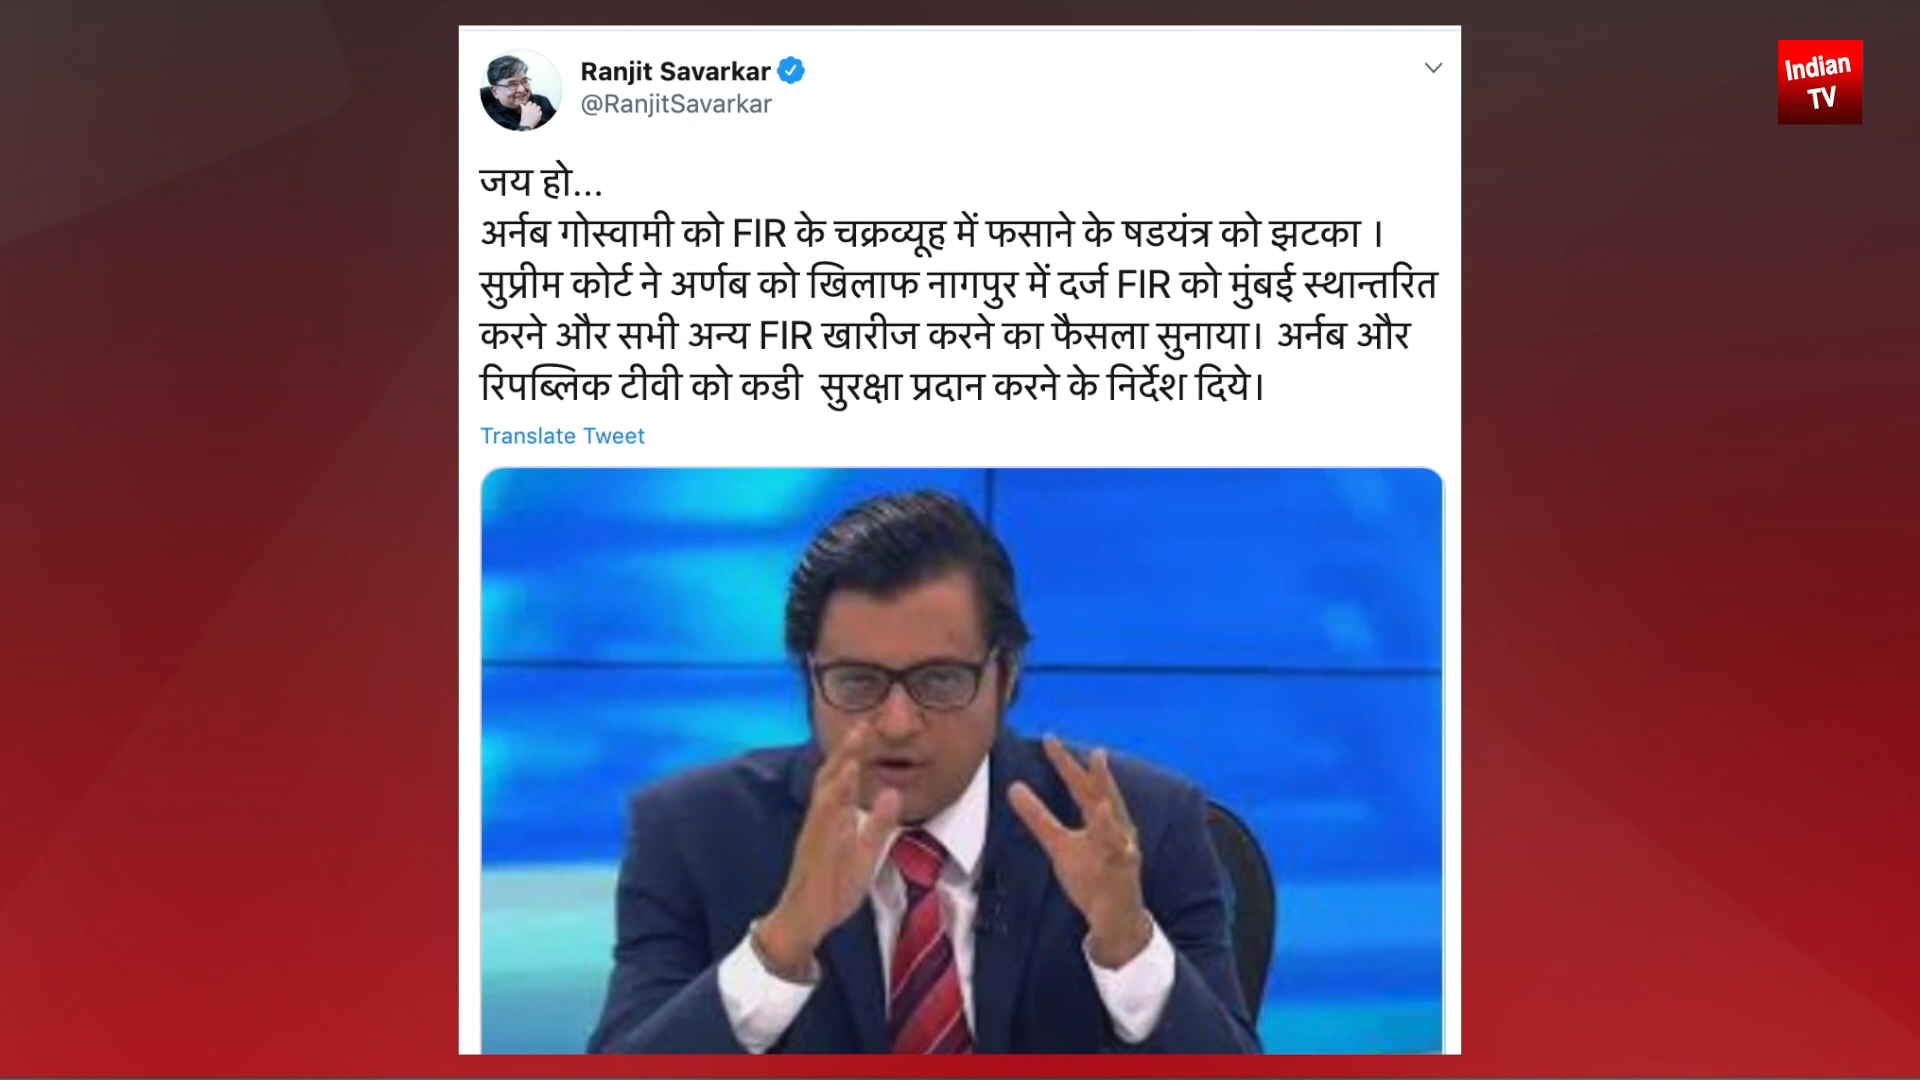 Ranjit Savarkar
@RanjitSavarkar
Indian
TV
जय हो...
अर्नब गोस्वामी को FIR के चक्रव्यूह में फसाने के षडयंत्र को झटका ।
सुप्रीम कोर्ट ने अर्णब को खिलाफ नागपुर में दर्ज FIR को मुंबई स्थान्तरित
करने और सभी अन्य FIR खारीज करने का फैसला सुनाया। अर्नब और
रिपब्लिक टीवी को कडी सुरक्षा प्रदान करने के निर्देश दिये।
Translate Tweet